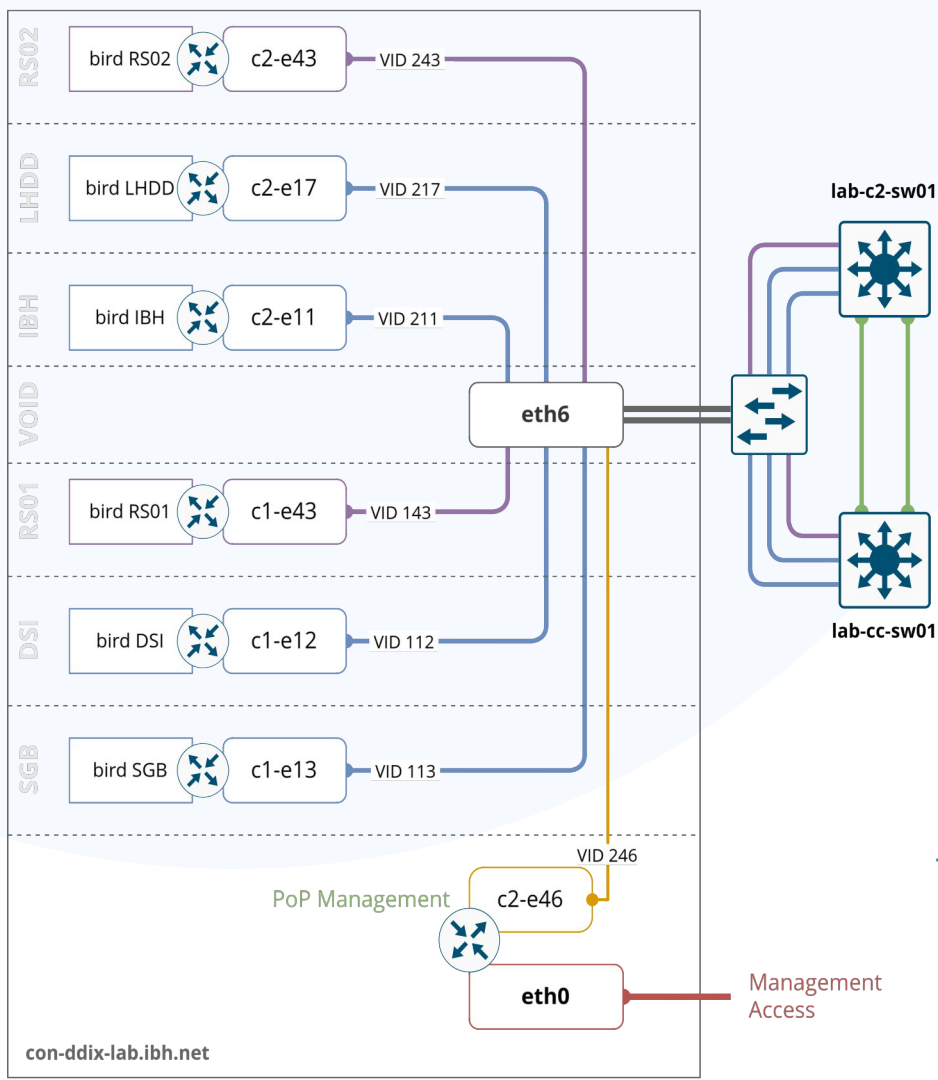 RS02
bird RS02
c2-e43
VID 243
LHDD
bird LHDD
c2-e17
VID 217
lab-c2-sw01
IBH
bird IBH
c2-e11
VID 211
VOID
eth6
RS01
bird RS01
c1-e43
VID 143
DSI
bird DSI
c1-e12
VID 112
lab-cc-sw01
SGB
bird SGB
c1-e13
VID 113
VID 246
PoP Management
c2-e46
eth0
Management
Access
con-ddix-lab.ibh.net